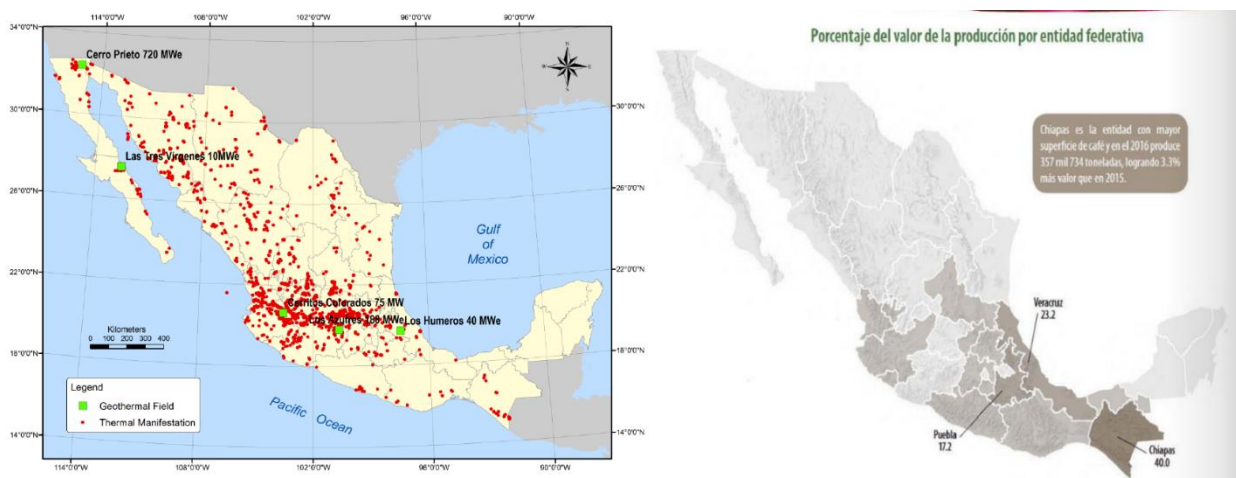 114°0'0"W
108°0'0"W
102°0'0"W
96°0'0"W
90°0'0"W
34°0'0"N
30°0'0"N
26°0'0"N
22°0'0"N
18°0'0"N
14°0'0"N
Cerro Prieto 720 MWe
Las Tres Virgenes 10MWe
Gulf
of
Mexico
Cerritos Colorados 75 MW
Los Azufres 188 MWe
Los Humeros 40 MWe
Kilometers
0 100 200 300 400
Legend
Geothermal Field
Thermal Manifestation
Pacific Ocean
30°0'0"N
26°0'0"N
22°0'0"N
18°0'0"N
14°0'0"N
114°0'0"W
108°0'0"W
102°0'0"W
96°0'0"W
90°0'0"W
Porcentaje del valor de la producción por entidad federativa
Chiapas es la entidad con mayor
superficie de café y en el 2016 produce
357 mil 734 toneladas, logrando 3.3%
más valor que en 2015.
Veracruz
23.2
Puebla
17.2
Chiapas
40.0